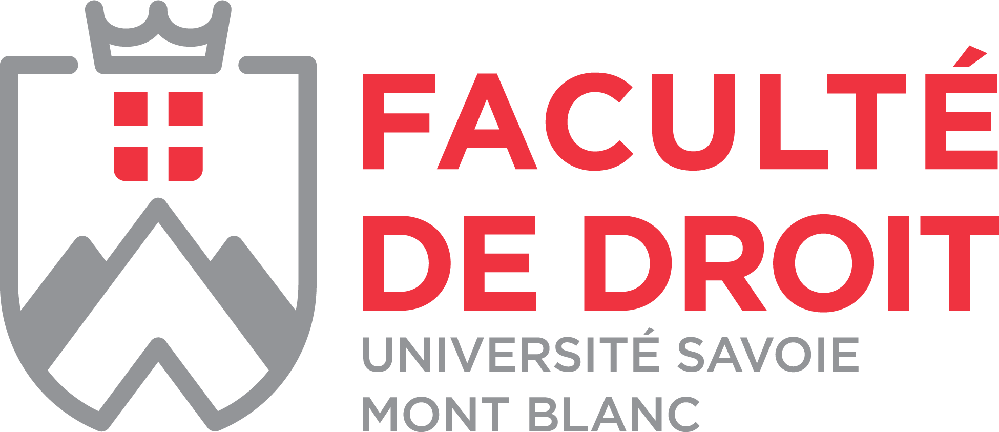 FACULTÉ
DE DROIT
UNIVERSITÉ SAVOIE
MONT BLANC